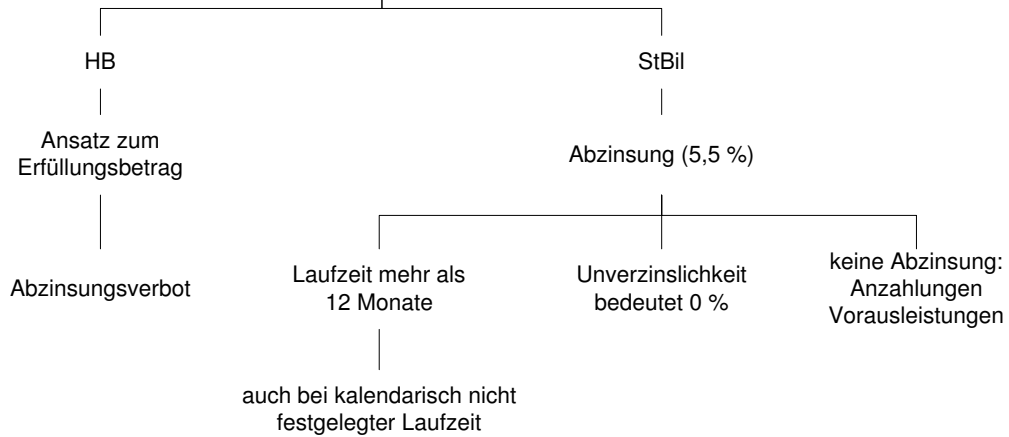 HB
StBil
Ansatz zum
Erfüllungsbetrag
Abzinsung (5,5 %)
Abzinsungsverbot
Laufzeit mehr als
12 Monate
Unverzinslichkeit
bedeutet 0 %
keine Abzinsung:
Anzahlungen
Vorausleistungen
auch bei kalendarisch nicht
festgelegter Laufzeit